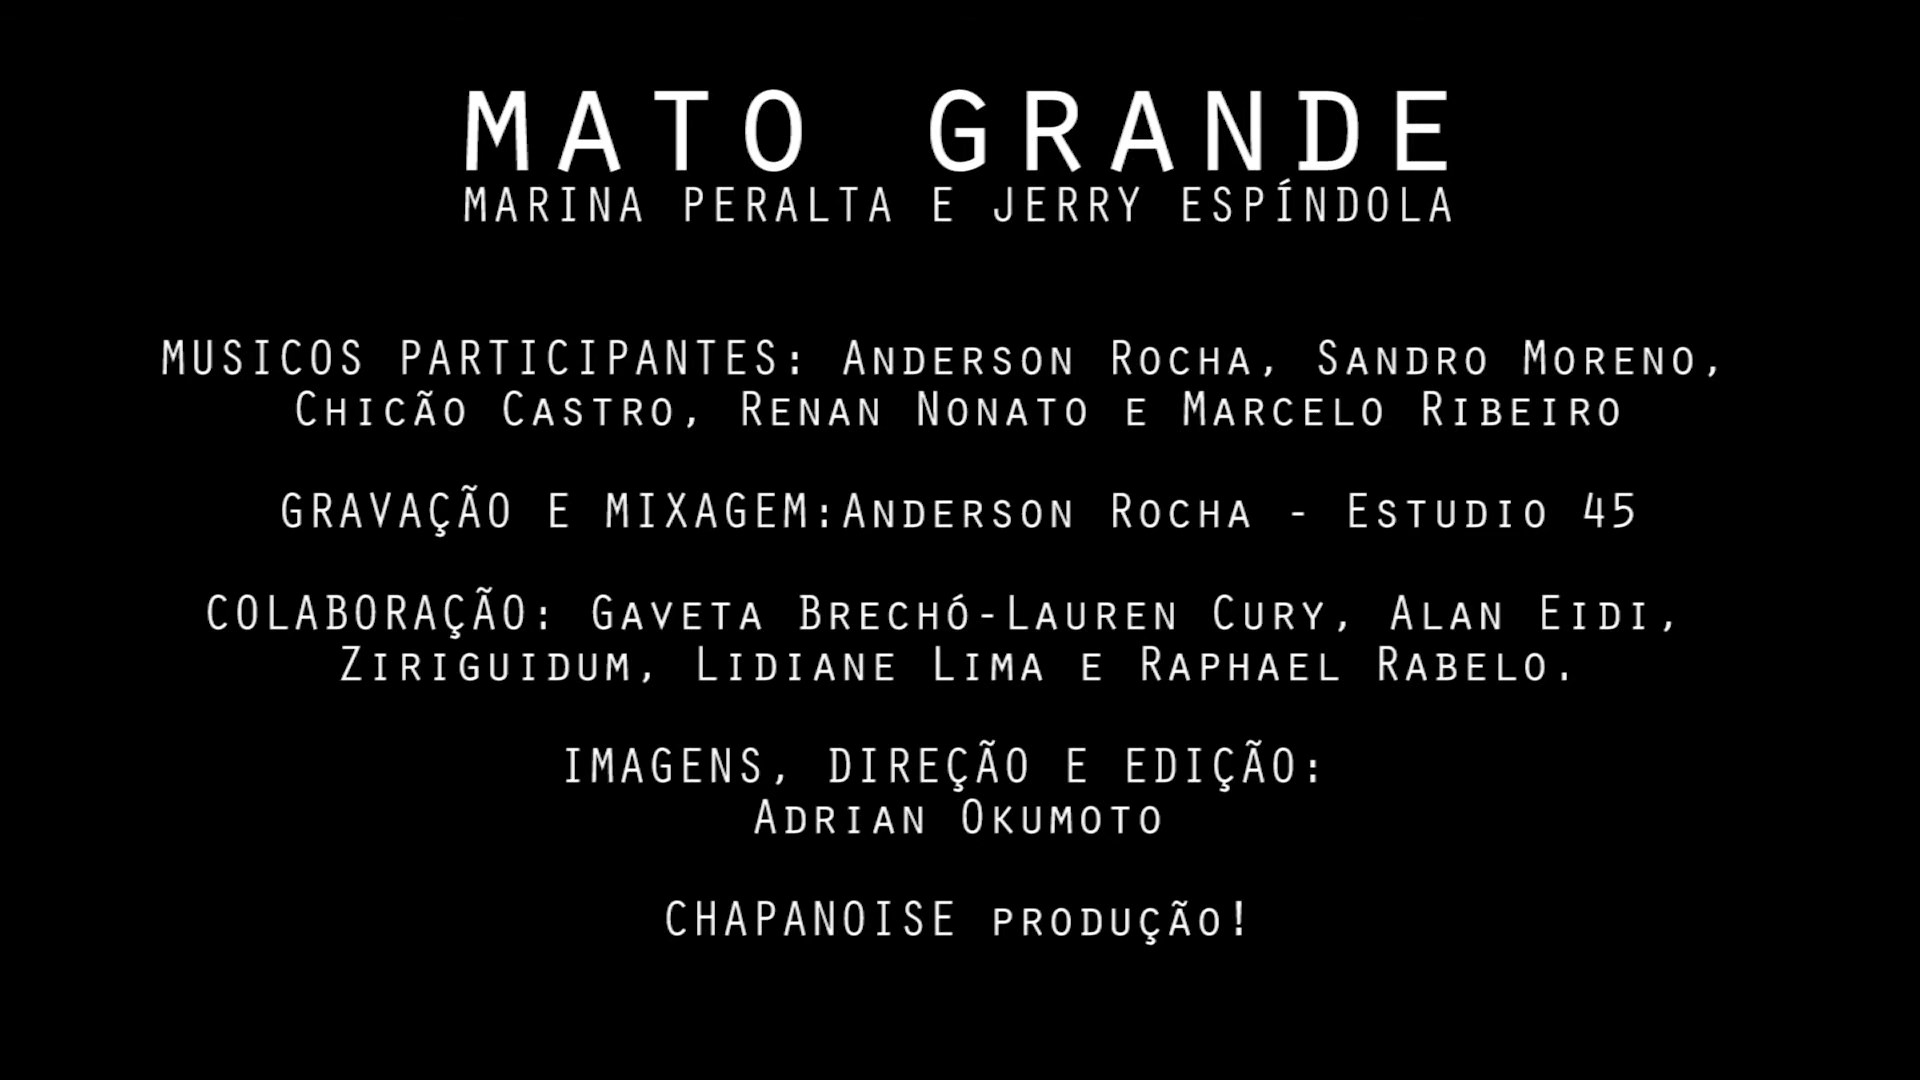 MATO GRANDE
MARINA PERALTA E JERRY ESPÍNDOLA
MUSICOS PARTICIPANTES: ANDERSON ROCHA, SANDRO MORENO,
CHICÃO CASTRO, RENAN NONATO E MARCELO RIBEIRO
GRAVAÇÃO E MIXAGEM:ANDERSON ROCHA - ESTUDIO 45
COLABORAÇÃO: GAVETA BRECHÓ-LAUREN CURY, ALAN EIDI,
ZIRIGUIDUM, LIDIANE LIMA E RAPHAEL RABELO.
IMAGENS, DIREÇÃO E EDIÇÃO:
ADRIAN OKUMOTO
CHAPANOISE PRODUÇÃO!